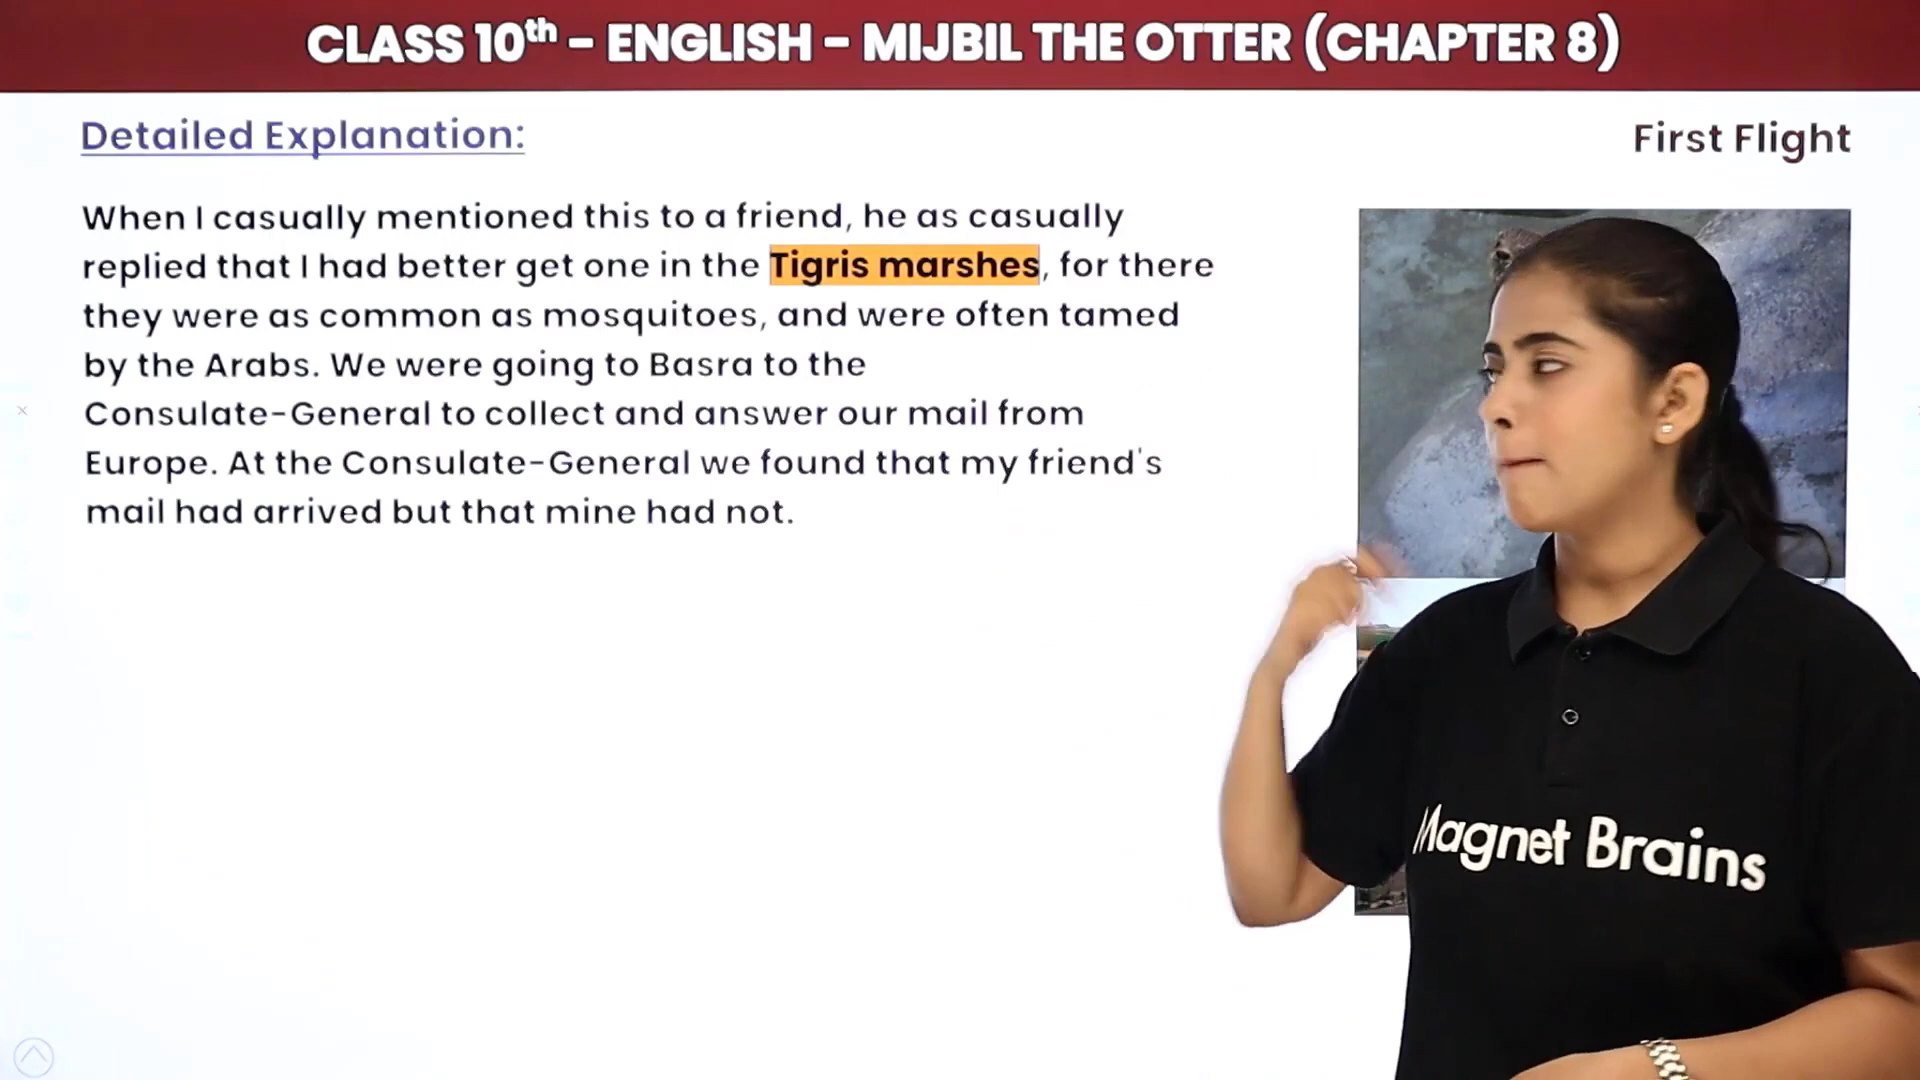 CLASS 10th - ENGLISH - MIJBIL THE OTTER (CHAPTER 8)
Detailed Explanation:
First Flight
When I casually mentioned this to a friend, he as casually
replied that I had better get one in the Tigris marshes, for there
they were as common as mosquitoes, and were often tamed
by the Arabs. We were going to Basra to the
Consulate-General to collect and answer our mail from
Europe. At the Consulate-General we found that my friend's
mail had arrived but that mine had not.
Magnet Brains